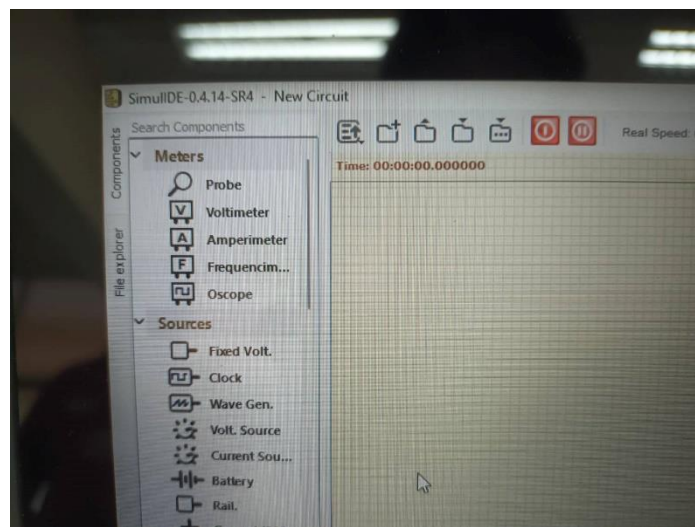 SimulIDE-0.4.14-SR4 - New Circuit
Search Components
Real Speed:
Components
File explorer
Time: 00:00:00.000000
Meters
Probe
Voltimeter
Amperimeter
Frequencim...
Oscope
Sources
Fixed Volt.
Clock
Wave Gen.
Volt. Source
Current Sou...
Battery
Rail.